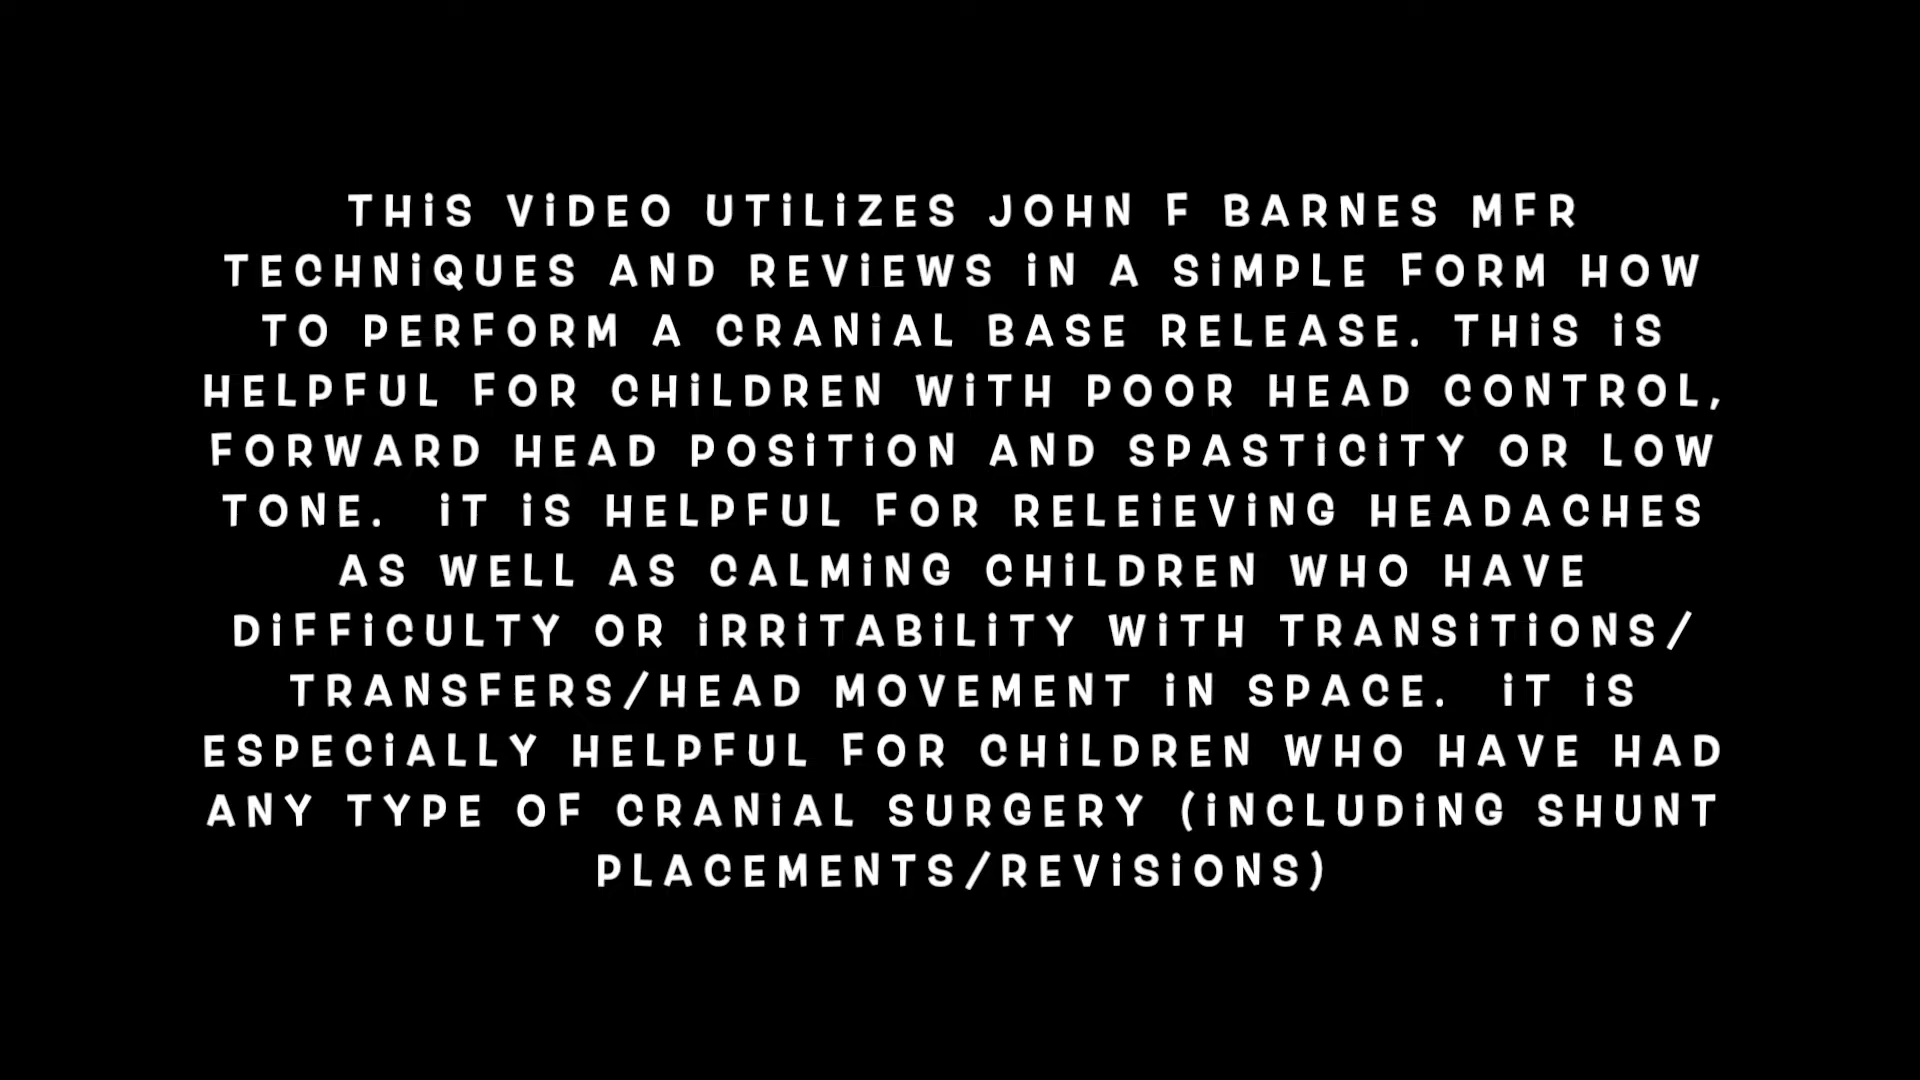 THiS ViDEO UTiLiZES JOHN F BARNES MFR
TECHNiQUES AND REViEWS iN A SiMPLE FORM HOW
TO PERFORM A CRANiAL BASE RELEASE. THiS iS
HELPFUL FOR CHiLDREN WiTH POOR HEAD CONTROL,
FORWARD HEAD POSiTiON AND SPASTiCiTY OR LOW
TONE.  iT iS HELPFUL FOR RELEiEViNG HEADACHES
AS WELL AS CALMiNG CHiLDREN WHO HAVE
DiFFiCULTY OR iRRiTABiLiTY WiTH TRANSiTiONS/
TRANSFERS/HEAD MOVEMENT iN SPACE.  iT iS
ESPECiALLY HELPFUL FOR CHiLDREN WHO HAVE HAD
ANY TYPE OF CRANiAL SURGERY (iNCLUDiNG SHUNT
PLACEMENTS/REViSiONS)